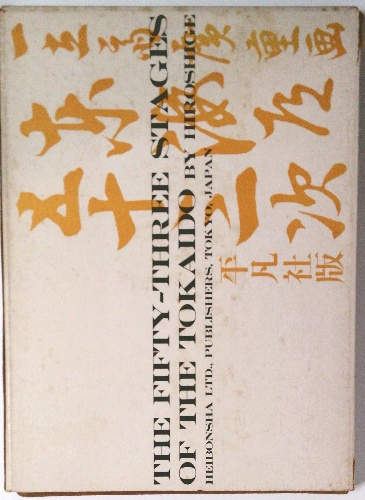 一立斎廣重画
東海道
五十三次
平凡社版
THE FIFTY-THREE STAGES
OF THE TOKAIDO BY HIROSHIGE
HEIBONSHA LTD., PUBLISHERS, TOKYO, JAPAN